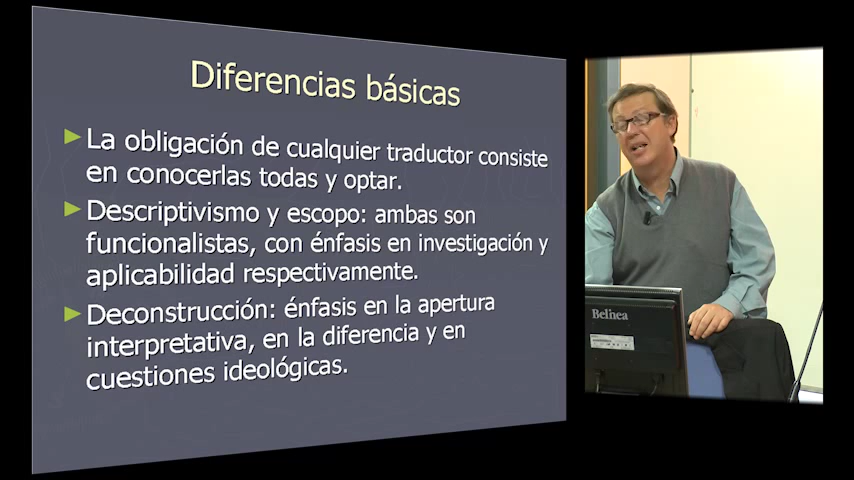 Diferencias básicas
La obligación de cualquier traductor consiste
en conocerlas todas y optar.
Descriptivismo y escopo: ambas son
funcionalistas, con énfasis en investigación y
aplicabilidad respectivamente.
Deconstrucción: énfasis en la apertura
interpretativa, en la diferencia y en
cuestiones ideológicas.
Belinea